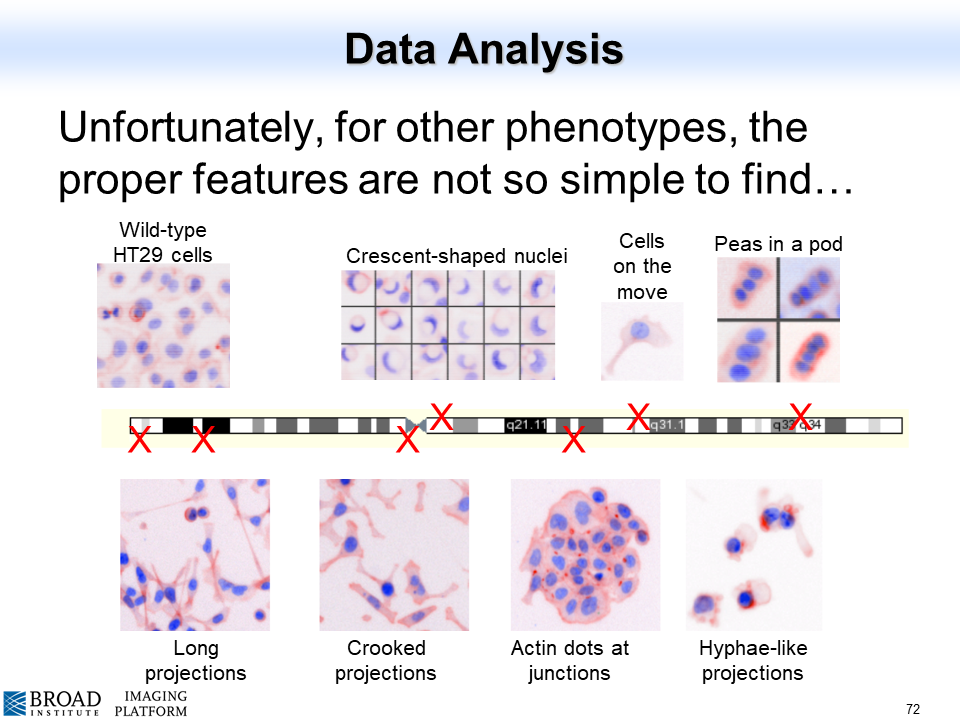 Data Analysis
Unfortunately, for other phenotypes, the
proper features are not so simple to find…
Wild-type
HT29 cells
Crescent-shaped nuclei
Cells
on the
move
Peas in a pod
X X X X X X X
q21.11 q31.1 q33 q34
Long
projections
Crooked
projections
Actin dots at
junctions
Hyphae-like
projections
BROAD
INSTITUTE
IMAGING
PLATFORM
72